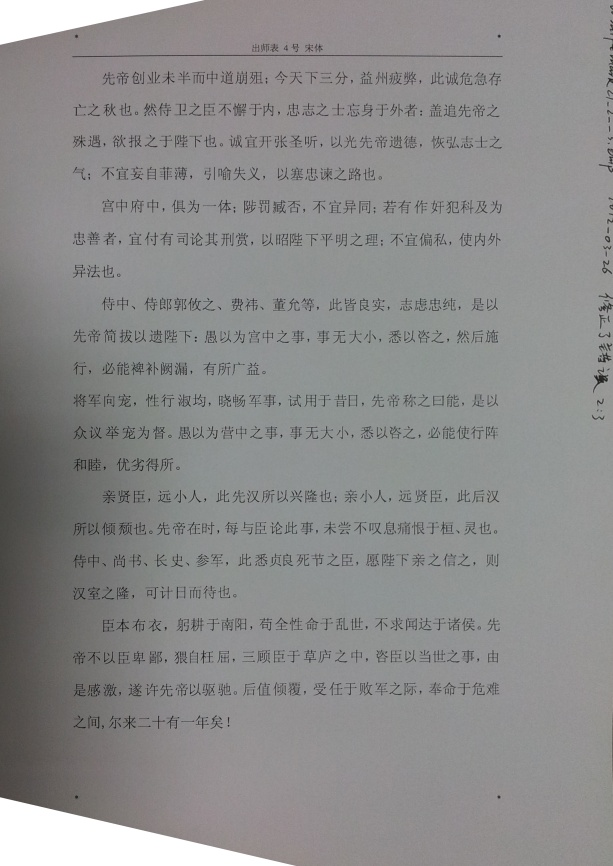 出师表 4号 宋体
先帝创业未半而中道崩殂；今天下三分，益州疲弊，此诚危急存
亡之秋也。然侍卫之臣不懈于内，忠志之士忘身于外者：盖追先帝之
殊遇，欲报之于陛下也。诚宜开张圣听，以光先帝遗德，恢弘志士之
气；不宜妄自菲薄，引喻失义，以塞忠谏之路也。
宫中府中，俱为一体；陟罚臧否，不宜异同；若有作奸犯科及为
忠善者，宜付有司论其刑赏，以昭陛下平明之理；不宜偏私，使内外
异法也。
侍中、侍郎郭攸之、费祎、董允等，此皆良实，志虑忠纯，是以
先帝简拔以遗陛下：愚以为宫中之事，事无大小，悉以咨之，然后施
行，必能裨补阙漏，有所广益。
将军向宠，性行淑均，晓畅军事，试用于昔日，先帝称之曰能，是以
众议举宠为督。愚以为营中之事，事无大小，悉以咨之，必能使行阵
和睦，优劣得所。
亲贤臣，远小人，此先汉所以兴隆也；亲小人，远贤臣，此后汉
所以倾颓也。先帝在时，每与臣论此事，未尝不叹息痛恨于桓、灵也。
侍中、尚书、长史、参军，此悉贞良死节之臣，愿陛下亲之信之，则
汉室之隆，可计日而待也。
臣本布衣，躬耕于南阳，苟全性命于乱世，不求闻达于诸侯。先
帝不以臣卑鄙，猥自枉屈，三顾臣于草庐之中，咨臣以当世之事，由
是感激，遂许先帝以驱驰。后值倾覆，受任于败军之际，奉命于危难
之间,尔来二十有一年矣！
2012-03-26 修正了 2:3